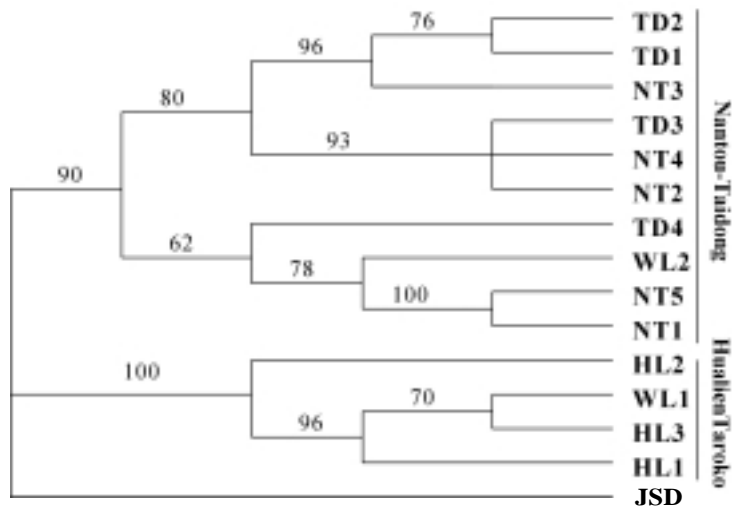 TD2
76
96
TD1
NT3
80
TD3
93
NT4
90
NT2
TD4
62
WL2
78
NT5
100
NT1
Nantou-Taidong
HL2
100
WL1
70
96
HL3
HL1
HualienTaroko
JSD